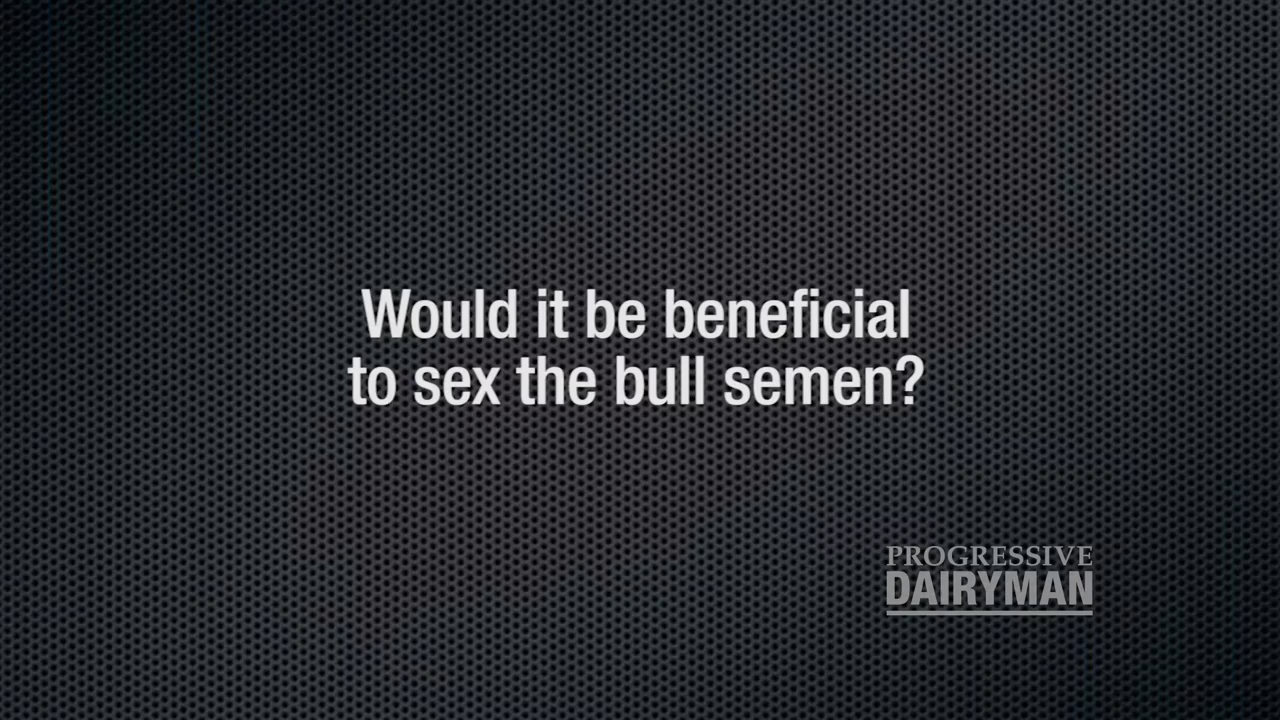 Would it be beneficial
to sex the bull semen?
PROGRESSIVE
DAIRYMAN